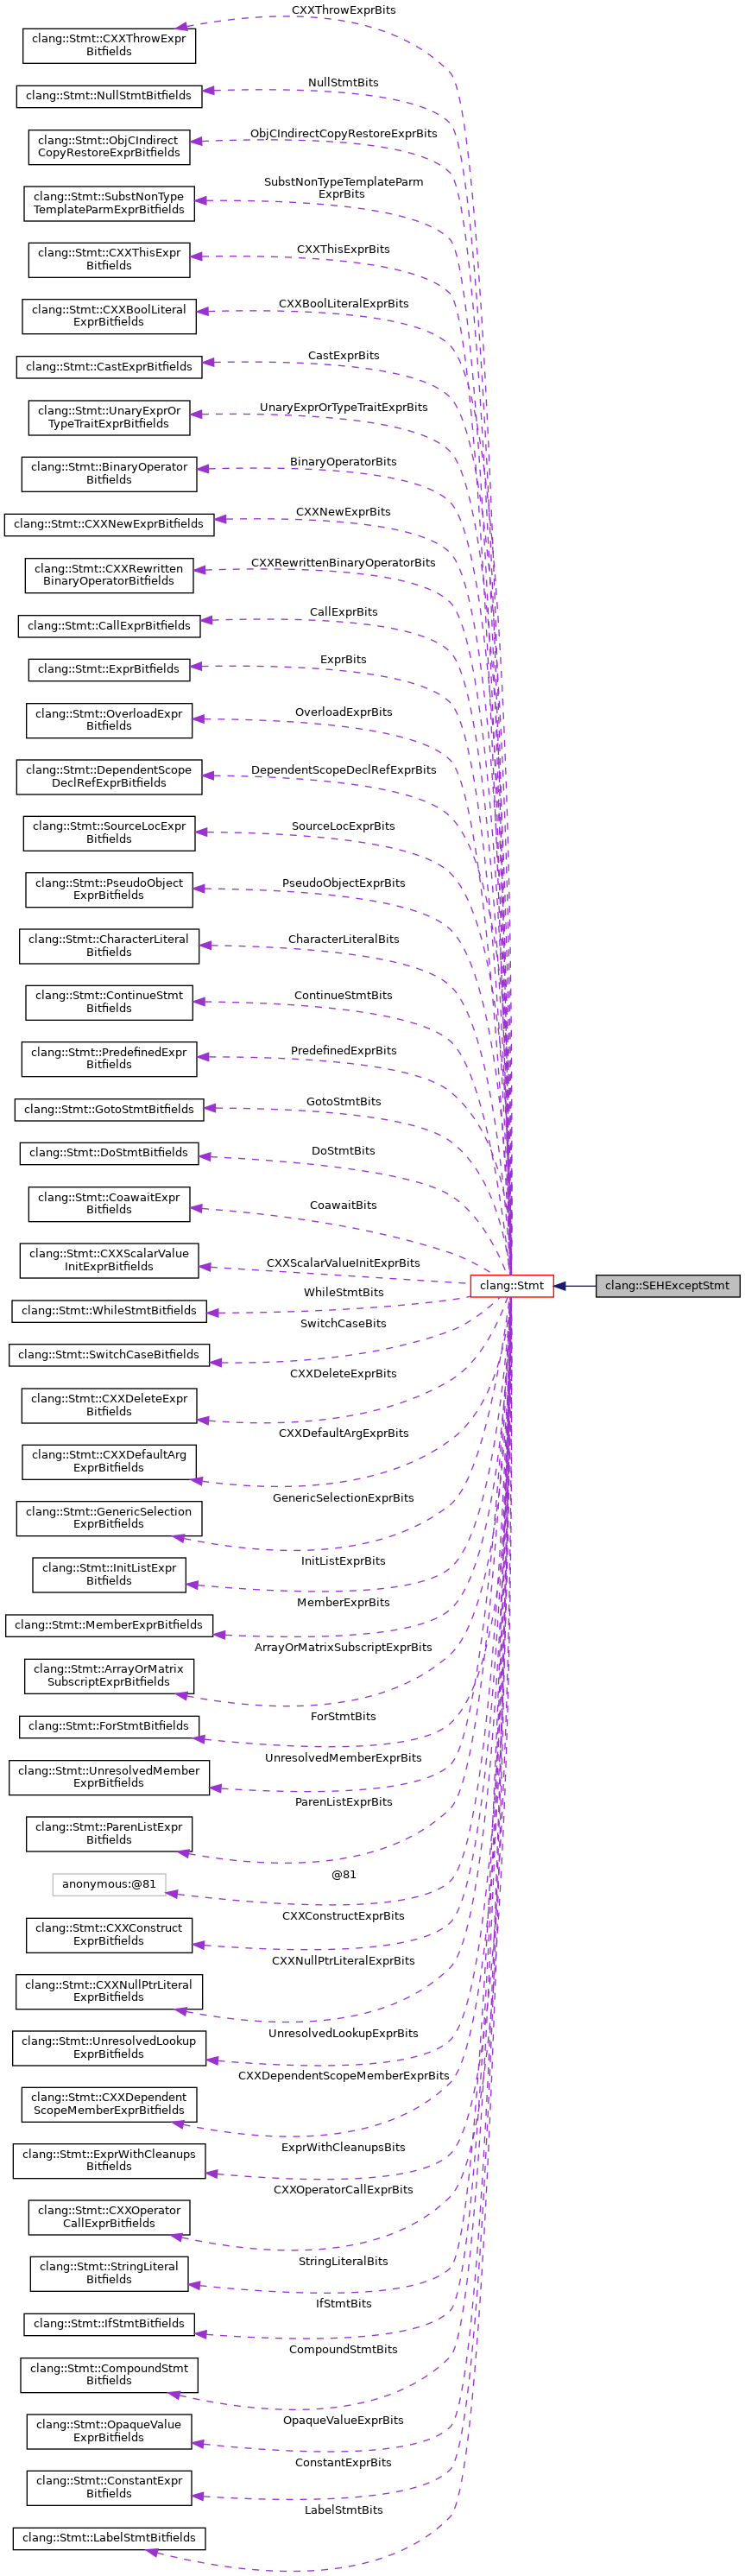 CXXThrowExprBits
clang::Stmt::CXXThrowExpr
Bitfields
NullStmtBits
clang::Stmt::NullStmtBitfields
ObjCIndirectCopyRestoreExprBits
clang::Stmt::ObjCIndirect
CopyRestoreExprBitfields
SubstNonTypeTemplateParm
ExprBits
clang::Stmt::SubstNonType
TemplateParmExprBitfields
CXXThisExprBits
clang::Stmt::CXXThisExpr
Bitfields
CXXBoolLiteralExprBits
clang::Stmt::CXXBoolLiteral
ExprBitfields
CastExprBits
clang::Stmt::CastExprBitfields
UnaryExprOrTypeTraitExprBits
clang::Stmt::UnaryExprOr
TypeTraitExprBitfields
BinaryOperatorBits
clang::Stmt::BinaryOperator
Bitfields
CXXNewExprBits
clang::Stmt::CXXNewExprBitfields
CXXRewrittenBinaryOperatorBits
clang::Stmt::CXXRewritten
BinaryOperatorBitfields
CallExprBits
clang::Stmt::CallExprBitfields
ExprBits
clang::Stmt::ExprBitfields
OverloadExprBits
clang::Stmt::OverloadExpr
Bitfields
DependentScopeDeclRefExprBits
clang::Stmt::DependentScope
DeclRefExprBitfields
SourceLocExprBits
clang::Stmt::SourceLocExpr
Bitfields
PseudoObjectExprBits
clang::Stmt::PseudoObject
ExprBitfields
CharacterLiteralBits
clang::Stmt::CharacterLiteral
Bitfields
ContinueStmtBits
clang::Stmt::ContinueStmt
Bitfields
PredefinedExprBits
clang::Stmt::PredefinedExpr
Bitfields
GotoStmtBits
clang::Stmt::GotoStmtBitfields
DoStmtBits
clang::Stmt::DoStmtBitfields
CoawaitBits
clang::Stmt::CoawaitExpr
Bitfields
CXXScalarValueInitExprBits
clang::Stmt::CXXScalarValue
InitExprBitfields
clang::Stmt
clang::SEHExceptStmt
WhileStmtBits
clang::Stmt::WhileStmtBitfields
SwitchCaseBits
clang::Stmt::SwitchCaseBitfields
CXXDeleteExprBits
clang::Stmt::CXXDeleteExpr
Bitfields
CXXDefaultArgExprBits
clang::Stmt::CXXDefaultArg
ExprBitfields
GenericSelectionExprBits
clang::Stmt::GenericSelection
ExprBitfields
InitListExprBits
clang::Stmt::InitListExpr
Bitfields
MemberExprBits
clang::Stmt::MemberExprBitfields
ArrayOrMatrixSubscriptExprBits
clang::Stmt::ArrayOrMatrix
SubscriptExprBitfields
ForStmtBits
clang::Stmt::ForStmtBitfields
UnresolvedMemberExprBits
clang::Stmt::UnresolvedMember
ExprBitfields
ParenListExprBits
clang::Stmt::ParenListExpr
Bitfields
@81
anonymous:@81
CXXConstructExprBits
clang::Stmt::CXXConstruct
ExprBitfields
CXXNullPtrLiteralExprBits
clang::Stmt::CXXNullPtrLiteral
ExprBitfields
UnresolvedLookupExprBits
clang::Stmt::UnresolvedLookup
ExprBitfields
CXXDependentScopeMemberExprBits
clang::Stmt::CXXDependent
ScopeMemberExprBitfields
ExprWithCleanupsBits
clang::Stmt::ExprWithCleanups
Bitfields
CXXOperatorCallExprBits
clang::Stmt::CXXOperator
CallExprBitfields
StringLiteralBits
clang::Stmt::StringLiteral
Bitfields
IfStmtBits
clang::Stmt::IfStmtBitfields
CompoundStmtBits
clang::Stmt::CompoundStmt
Bitfields
OpaqueValueExprBits
clang::Stmt::OpaqueValue
ExprBitfields
ConstantExprBits
clang::Stmt::ConstantExpr
Bitfields
LabelStmtBits
clang::Stmt::LabelStmtBitfields